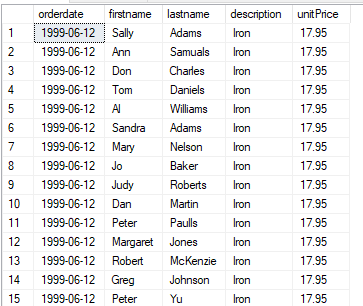 orderdate firstname lastname description unitPrice
1 1999-06-12 Sally Adams Iron 17.95
2 1999-06-12 Ann Samuals Iron 17.95
3 1999-06-12 Don Charles Iron 17.95
4 1999-06-12 Tom Daniels Iron 17.95
5 1999-06-12 Al Williams Iron 17.95
6 1999-06-12 Sandra Adams Iron 17.95
7 1999-06-12 Mary Nelson Iron 17.95
8 1999-06-12 Jo Baker Iron 17.95
9 1999-06-12 Judy Roberts Iron 17.95
10 1999-06-12 Dan Martin Iron 17.95
11 1999-06-12 Peter Paulls Iron 17.95
12 1999-06-12 Margaret Jones Iron 17.95
13 1999-06-12 Robert McKenzie Iron 17.95
14 1999-06-12 Greg Johnson Iron 17.95
15 1999-06-12 Peter Yu Iron 17.95